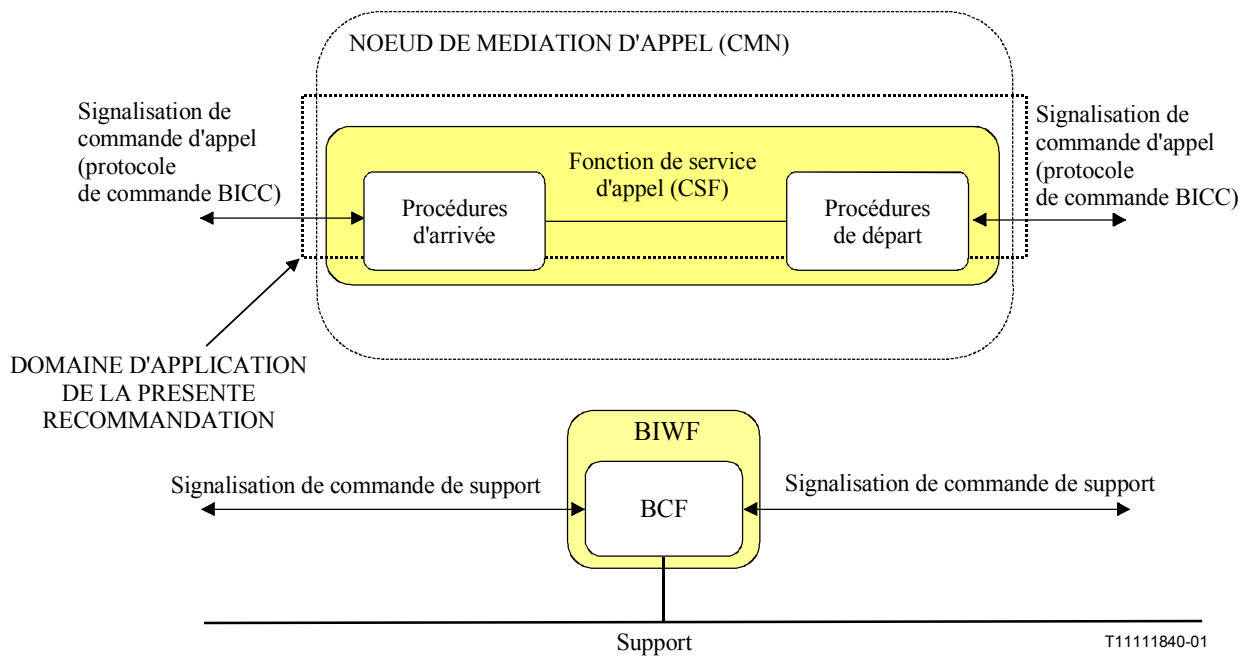 NOEUD DE MEDIATION D'APPEL (CMN)
Signalisation de
commande d'appel
(protocole
de commande BICC)
Fonction de service
d'appel (CSF)
Procédures
d'arrivée
Procédures
de départ
Signalisation de
commande d'appel
(protocole
de commande BICC)
DOMAINE D'APPLICATION
DE LA PRESENTE
RECOMMANDATION
BIWF
Signalisation de commande de support
BCF
Signalisation de commande de support
Support
T11111840-01